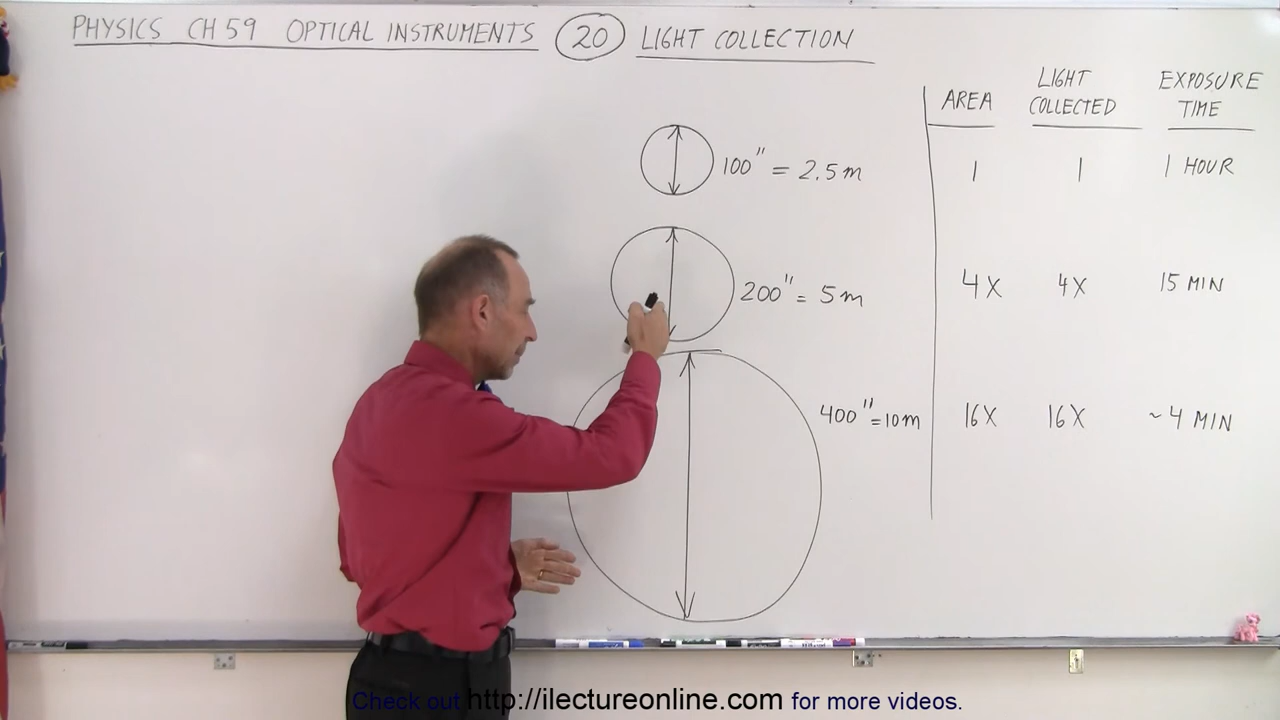 PHYSICS CH 59 OPTICAL INSTRUMENTS 20 LIGHT COLLECTION
AREA LIGHT COLLECTED EXPOSURE TIME
100" = 2.5m 1 1 1 HOUR
200" = 5m 4X 4X 15 MIN
400" = 10m 16X 16X ~4 MIN
Check out http://ilectureonline.com for more videos.